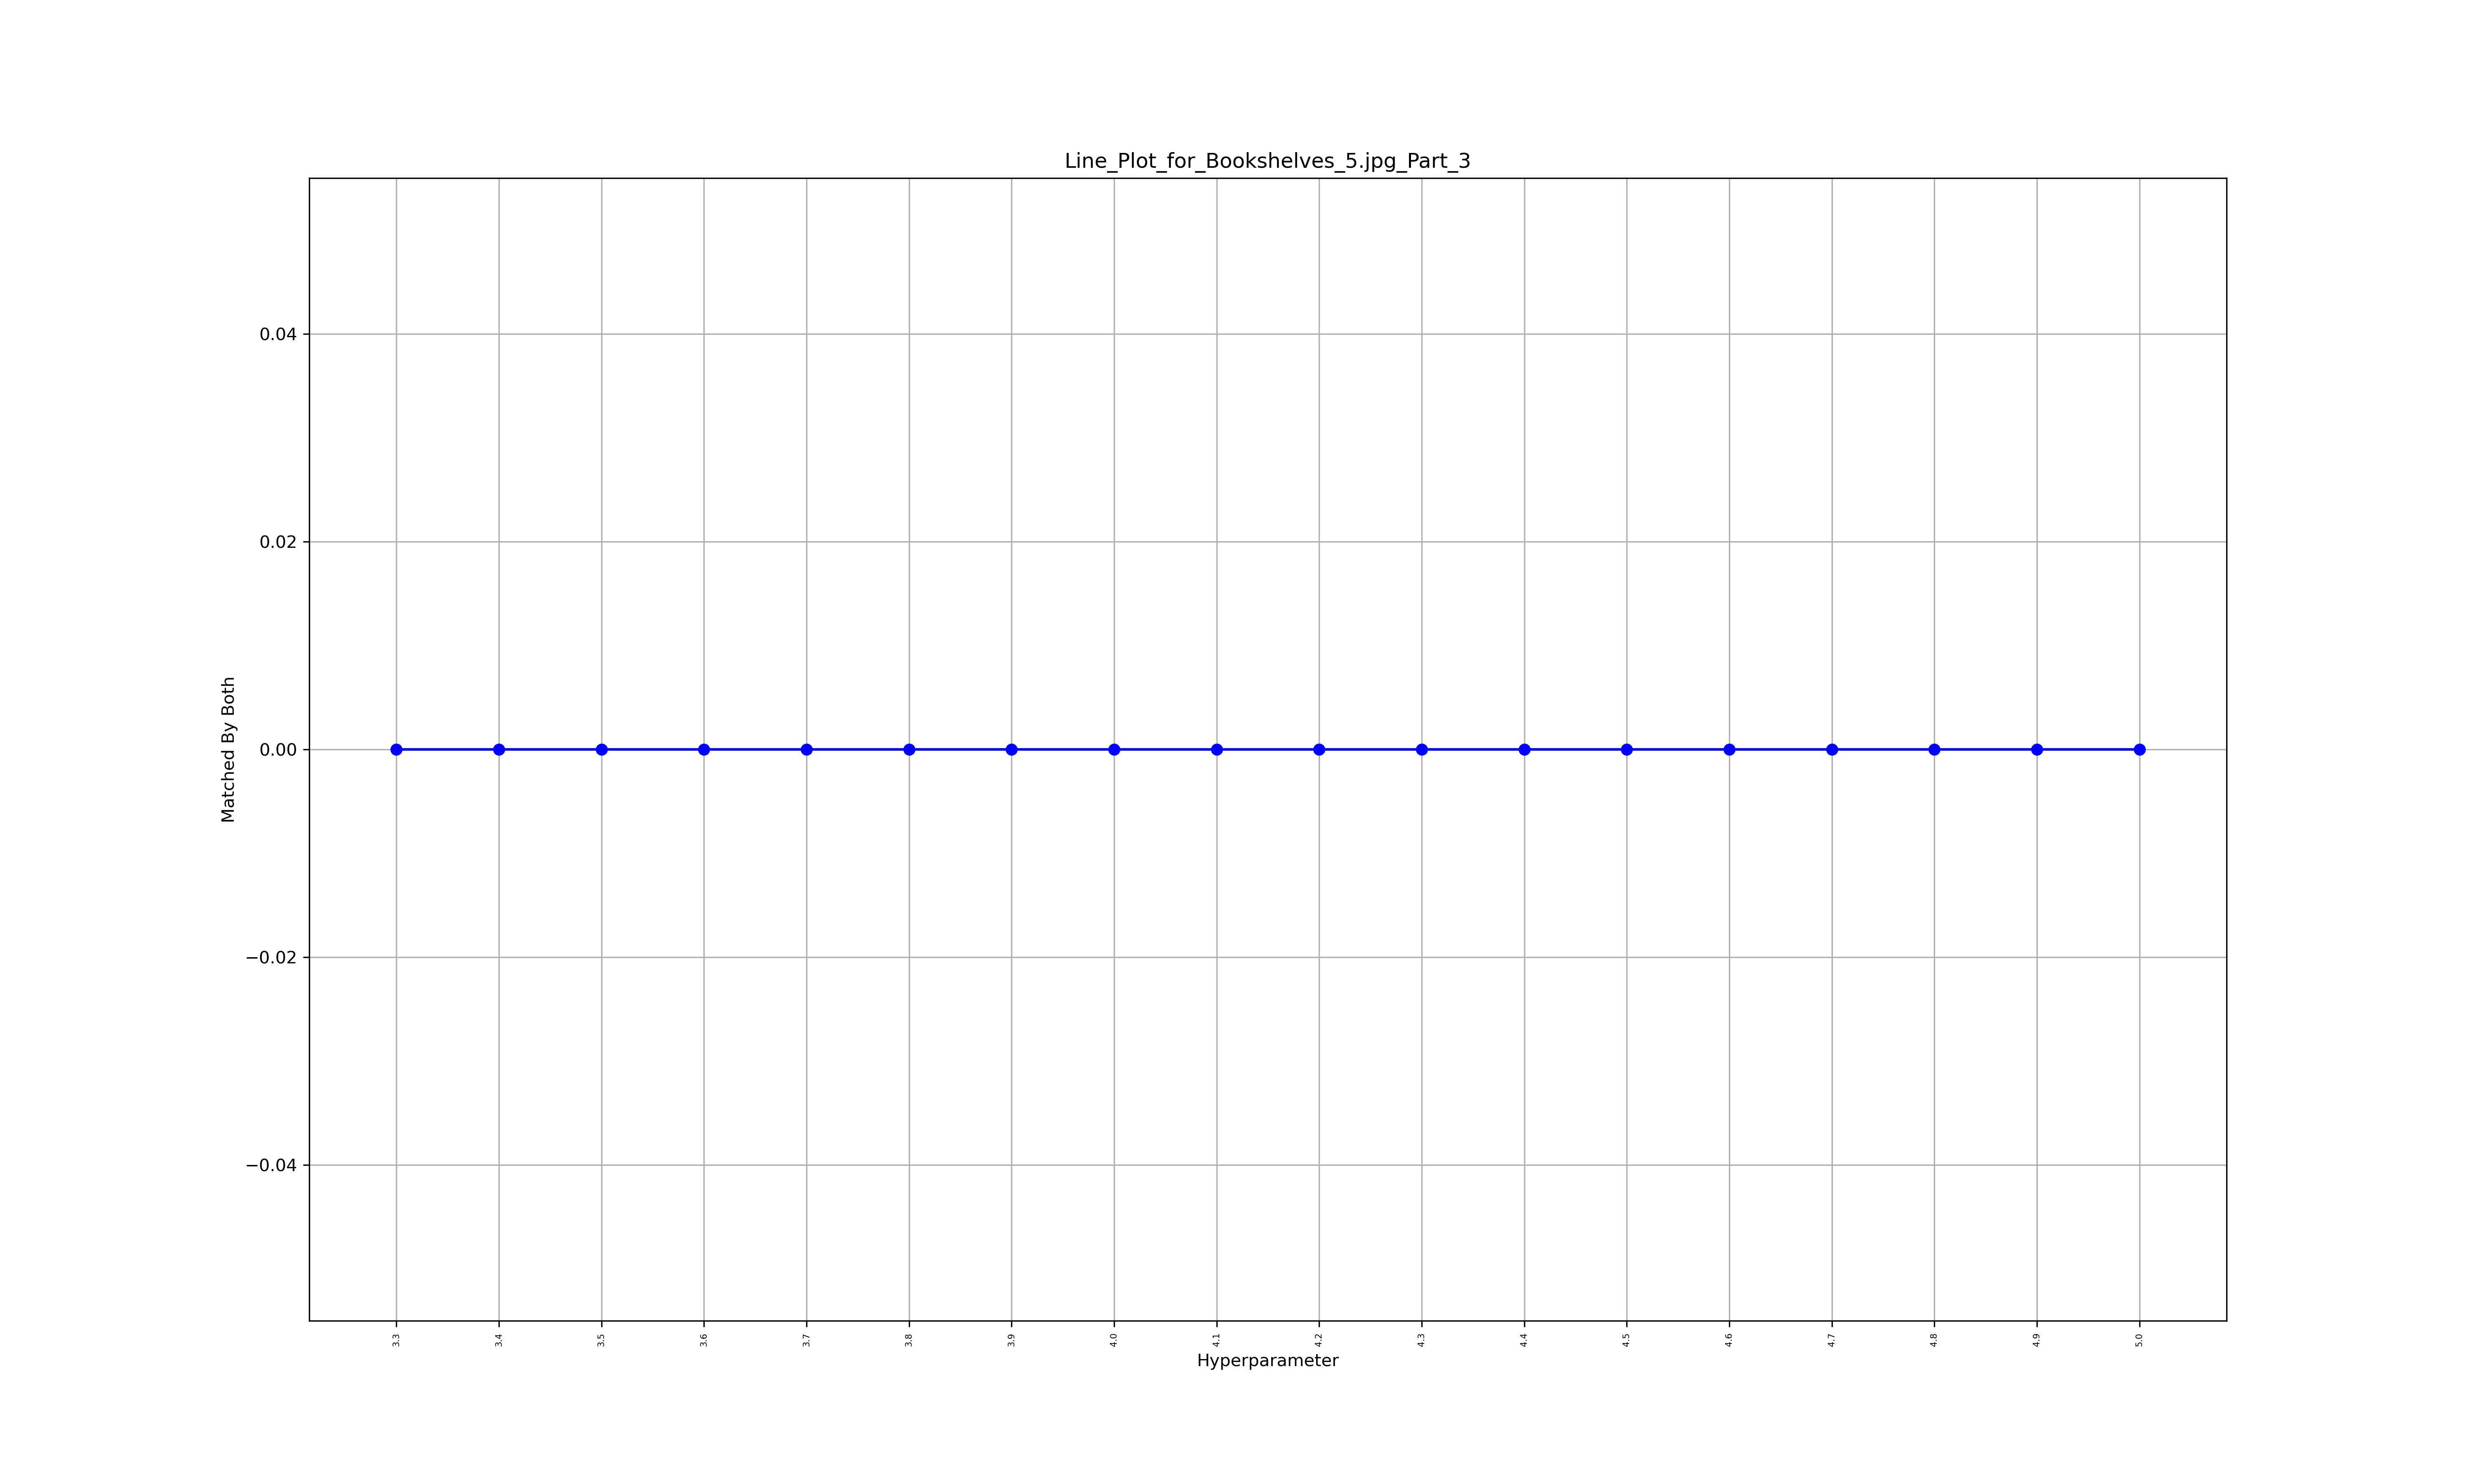 Line_Plot_for_Bookshelves_5.jpg_Part_3
0.04
0.02
0.00
−0.02
−0.04
Matched By Both
3.3 3.4 3.5 3.6 3.7 3.8 3.9 4.0 4.1 4.2 4.3 4.4 4.5 4.6 4.7 4.8 4.9 5.0
Hyperparameter